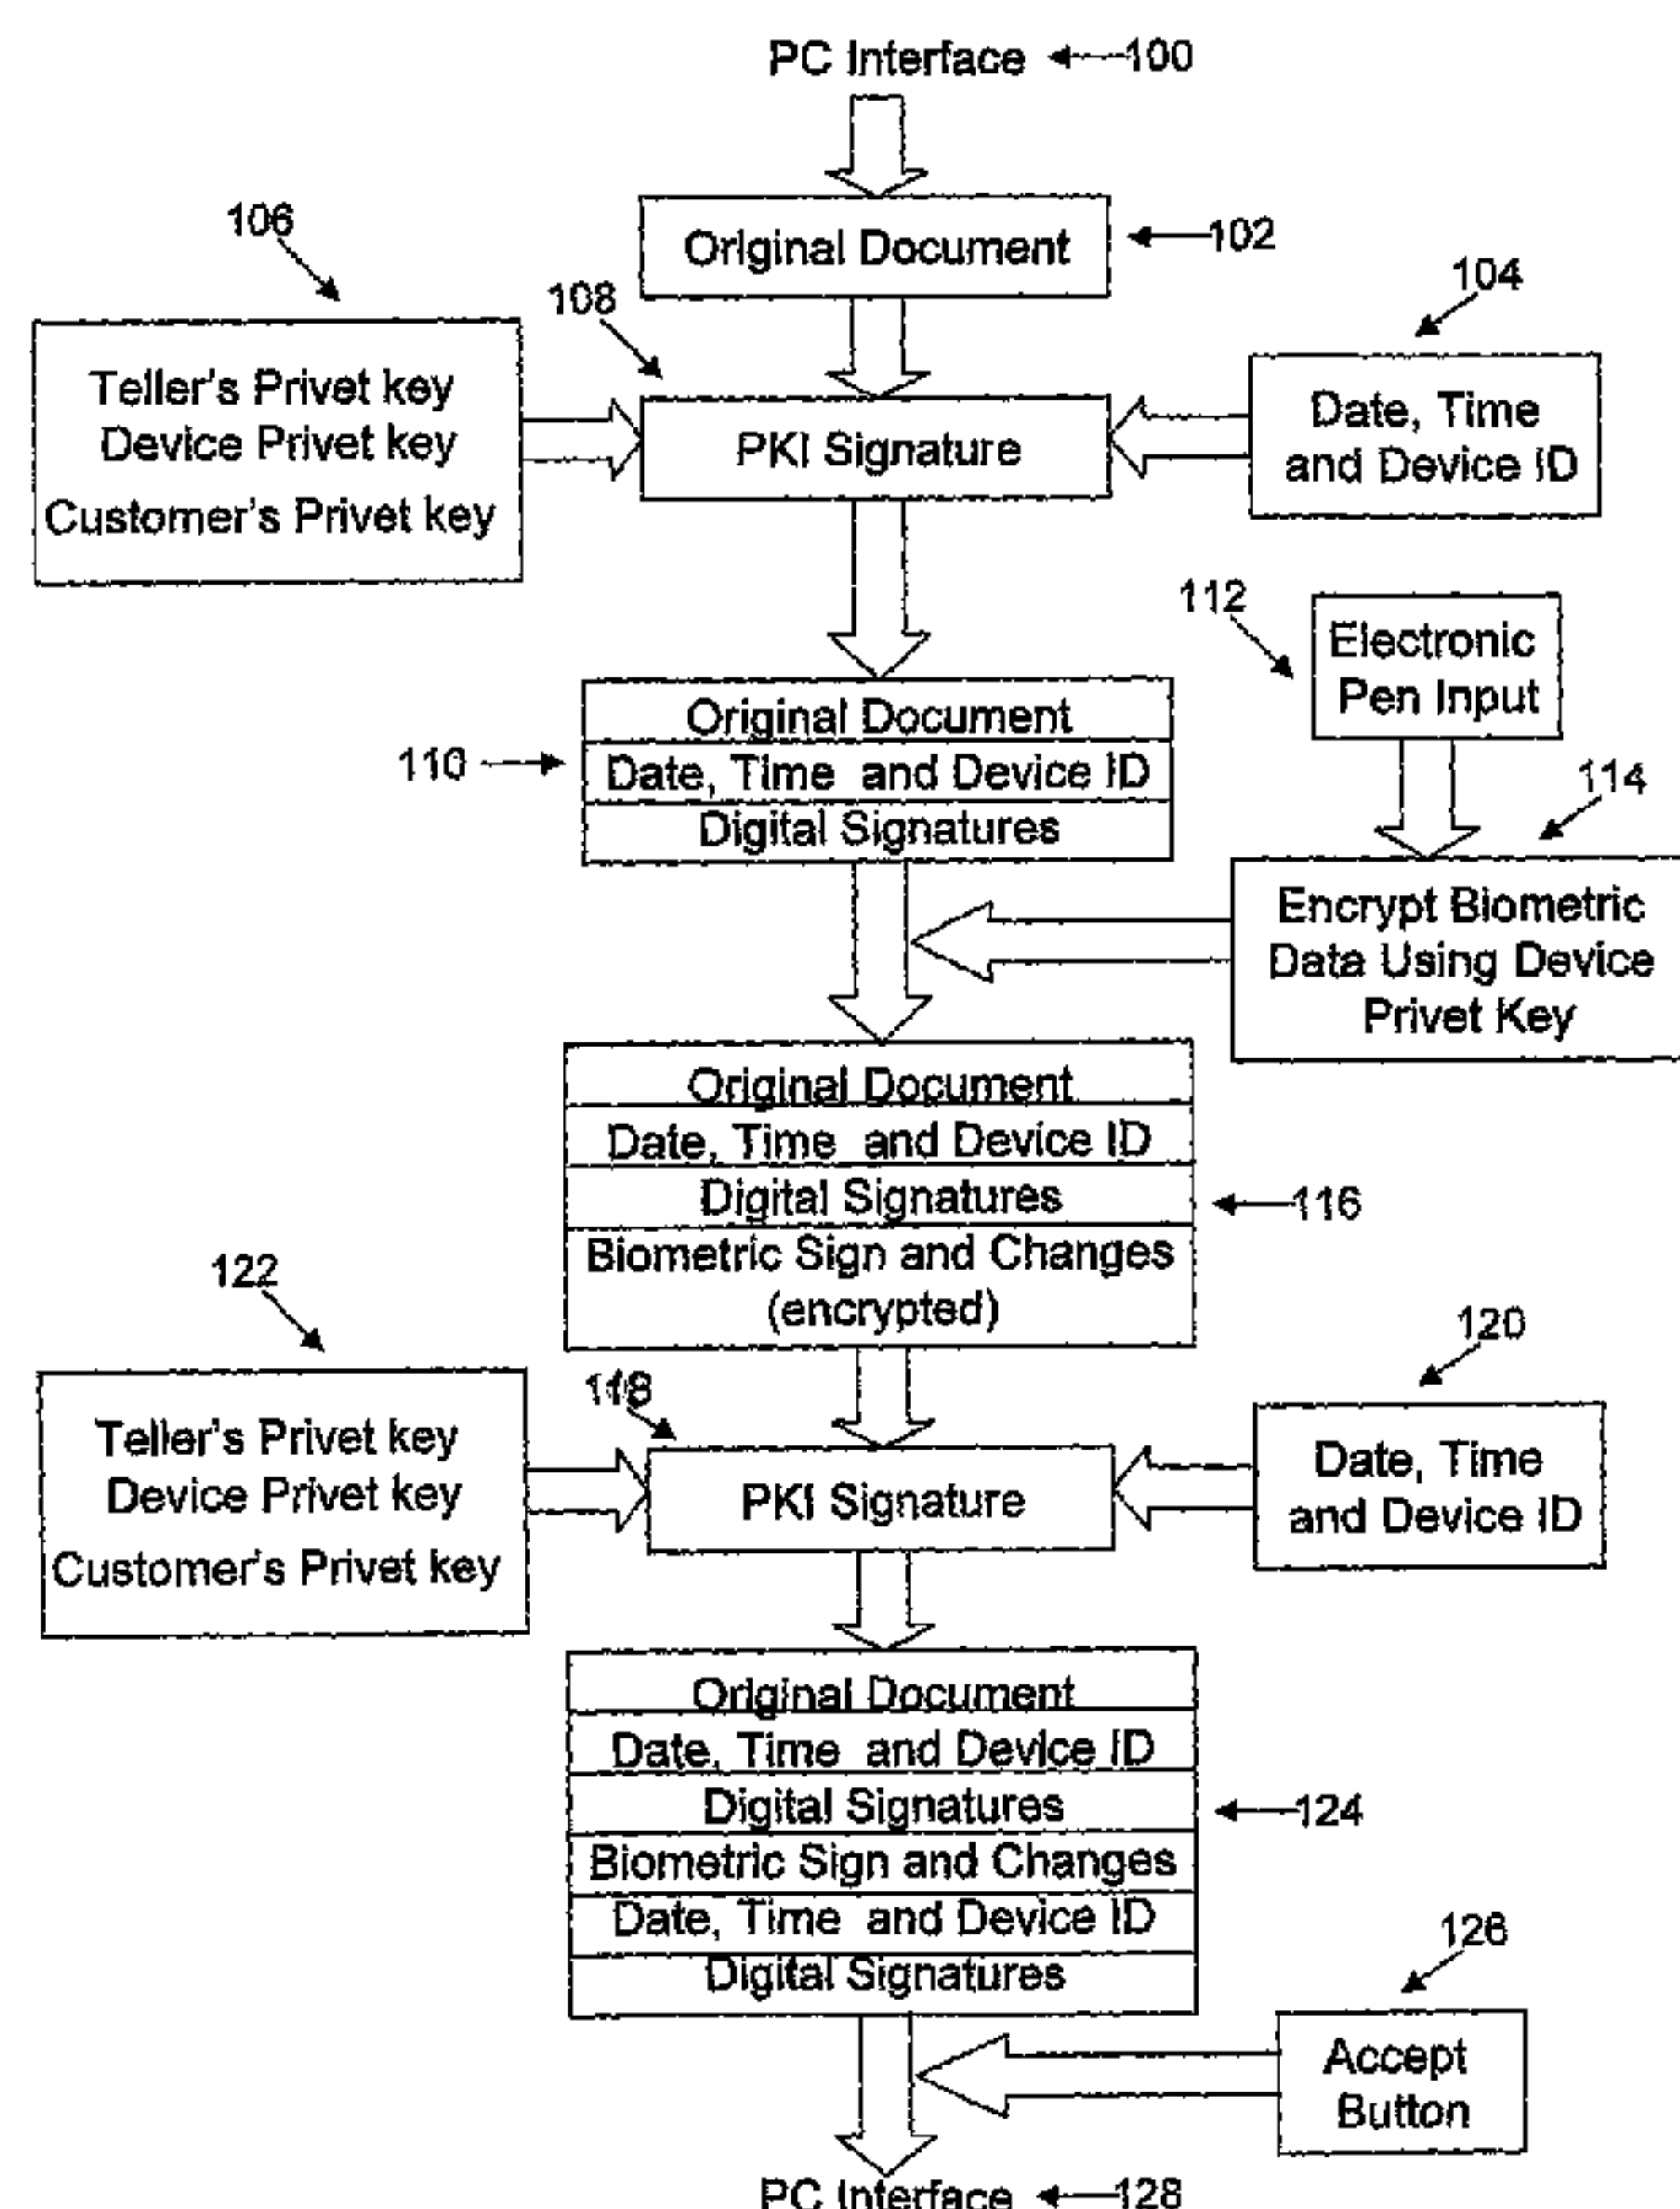 PC Interface 100
Original Document 102
106
104
108
Teller's Privet key
Device Privet key
Customer's Privet key
PKI Signature
Date, Time
and Device ID
112
Electronic
Pen Input
Original Document
110 Date, Time and Device ID
Digital Signatures
114
Encrypt Biometric
Data Using Device
Privet Key
Original Document
Date, Time and Device ID
Digital Signatures 116
Biometric Sign and Changes
(encrypted)
122
120
118
Teller's Privet key
Device Privet key
Customer's Privet key
PKI Signature
Date, Time
and Device ID
Original Document
Date, Time and Device ID
Digital Signatures 124
Biometric Sign and Changes
Date, Time and Device ID
Digital Signatures
126
Accept
Button
PC Interface 128